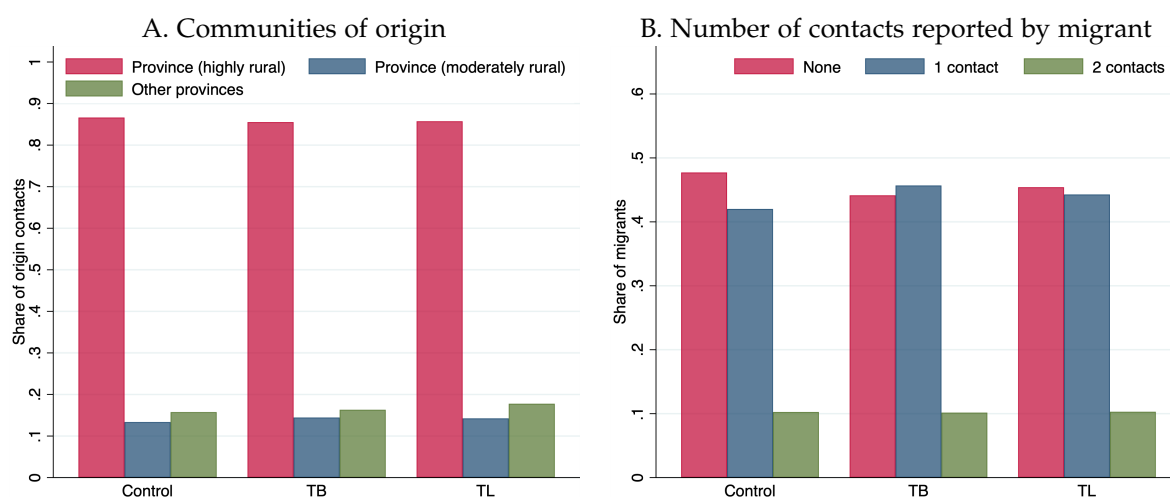 A. Communities of origin
Province (highly rural)
Province (moderately rural)
Other provinces
Share of origin contacts
1
.9
.8
.7
.6
.5
.4
.3
.2
.1
0
Control
TB
TL
B. Number of contacts reported by migrant
None
1 contact
2 contacts
Share of migrants
.6
.5
.4
.3
.2
.1
0
Control
TB
TL